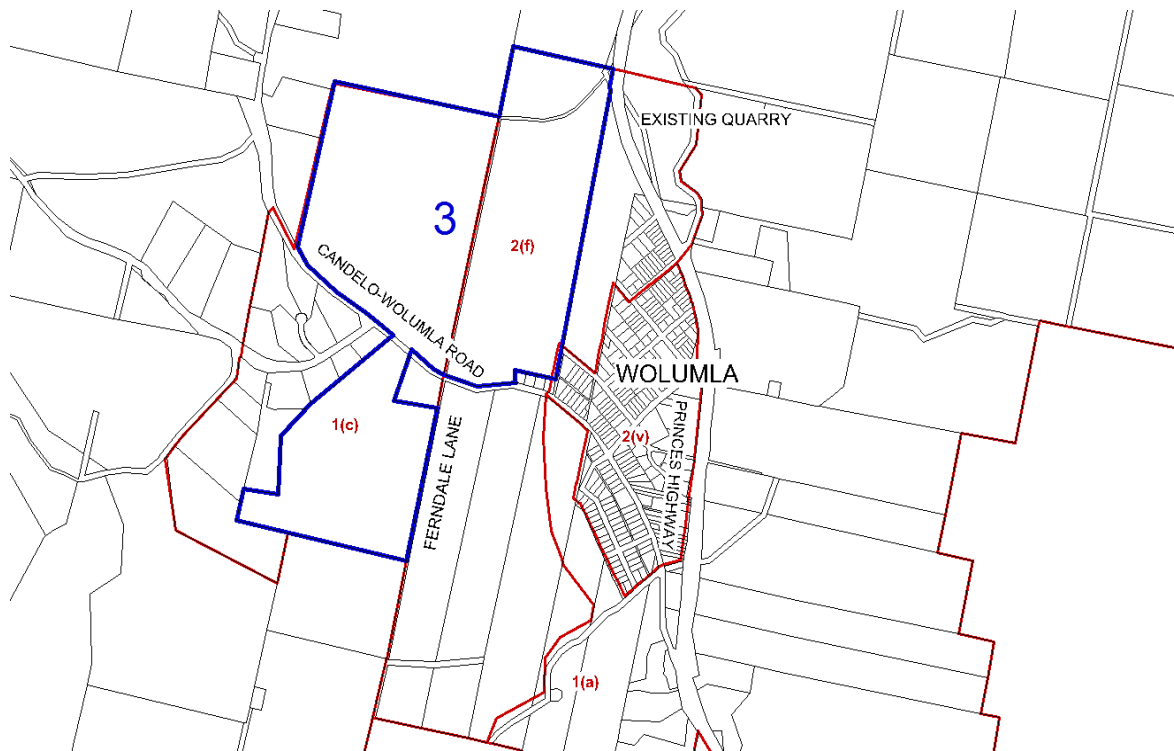 EXISTING QUARRY
3
2(f)
CANDELO-WOLUMLA ROAD
WOLUMLA
1(c)
2(v)
PRINCES HIGHWAY
FERNDALE LANE
1(a)